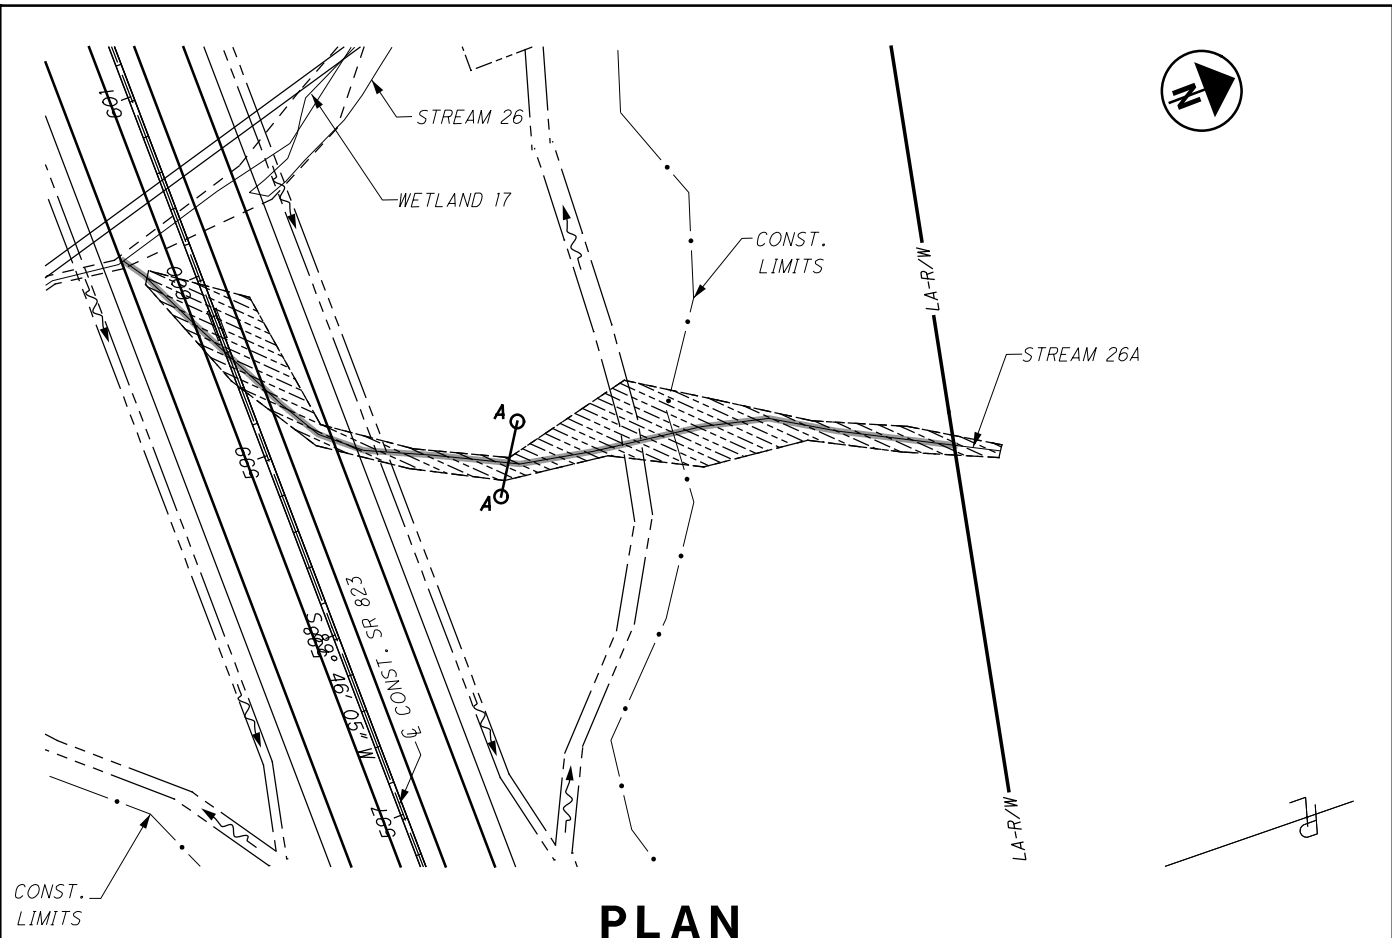 601
STREAM 26
WETLAND 17
N
CONST.
LIMITS
600
LA-R/W
STREAM 26A
A
599
A
598
S 89° 46' 05" W
℄ CONST. SR 823
597
LA-R/W
CONST.
LIMITS
PLAN